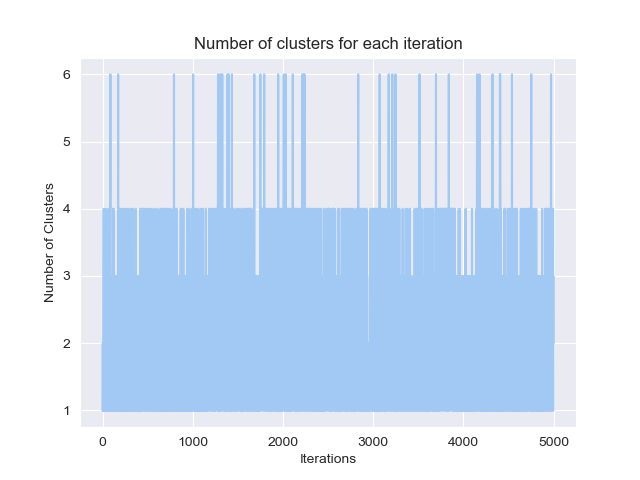 Number of clusters for each iteration
Number of Clusters
6
5
4
3
2
1
0 1000 2000 3000 4000 5000
Iterations